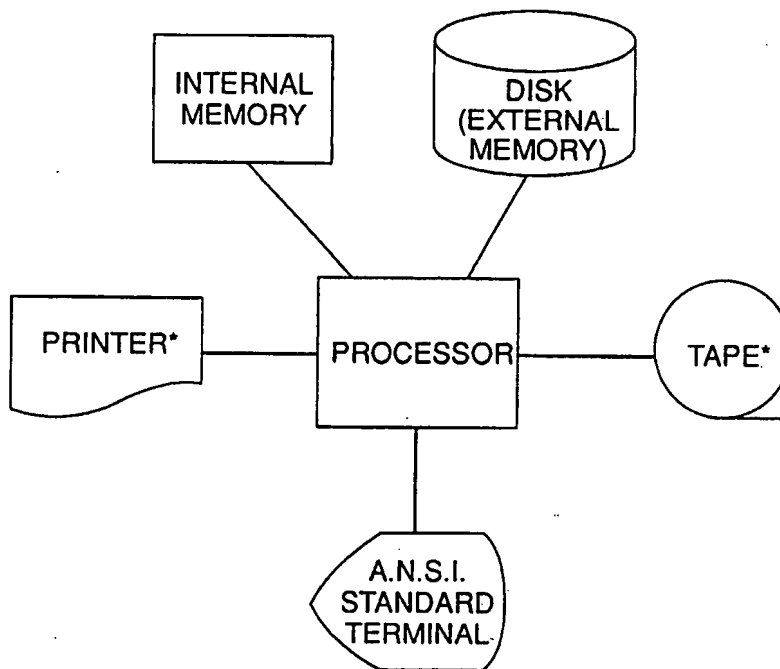 INTERNAL
MEMORY
DISK
(EXTERNAL
MEMORY)
PRINTER*
PROCESSOR
TAPE*
A.N.S.I.
STANDARD
TERMINAL